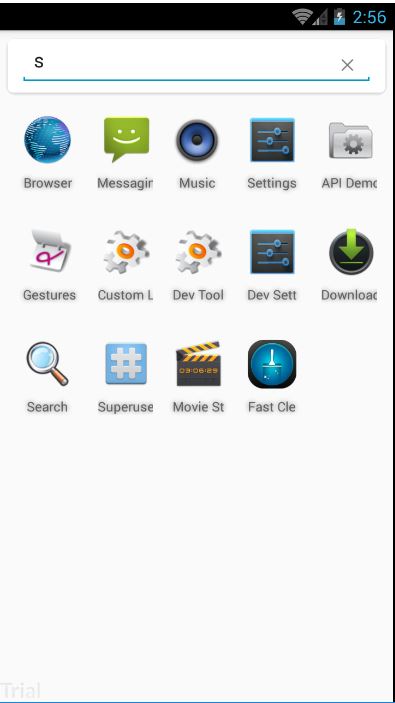 2:56
S
Browser Messagin Music Settings API Demo
Gestures Custom L Dev Tool Dev Sett Download
Search Superuse Movie St Fast Cle
03:06:29
Trial